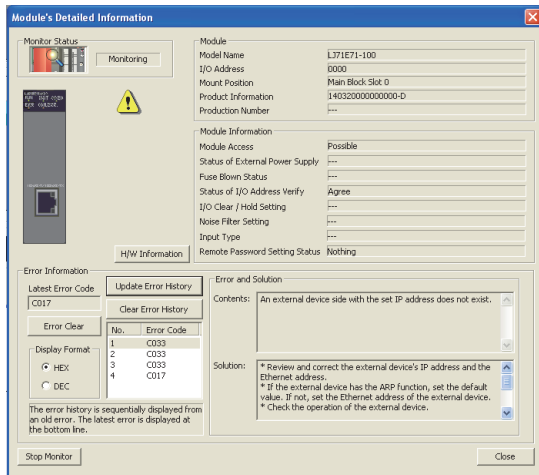 Module's Detailed Information
Monitor Status
Monitoring
H/W Information
Module
Model Name LJ71E71-100
I/O Address 0000
Mount Position Main Block Slot 0
Product Information 140320000000000-D
Production Number ---
Module Information
Module Access Possible
Status of External Power Supply ---
Fuse Blown Status ---
Status of I/O Address Verify Agree
I/O Clear / Hold Setting ---
Noise Filter Setting ---
Input Type ---
Remote Password Setting Status Nothing
Error Information
Latest Error Code
C017
Error Clear
Display Format
HEX
DEC
Update Error History
Clear Error History
No. Error Code
1 C033
2 C033
3 C033
4 C017
The error history is sequentially displayed from
an old error. The latest error is displayed at
the bottom line.
Error and Solution
Contents: An external device side with the set IP address does not exist.
Solution: * Review and correct the external device's IP address and the
Ethernet address.
* If the external device has the ARP function, set the default
value. If not, set the Ethernet address of the external device.
* Check the operation of the external device.
Stop Monitor
Close